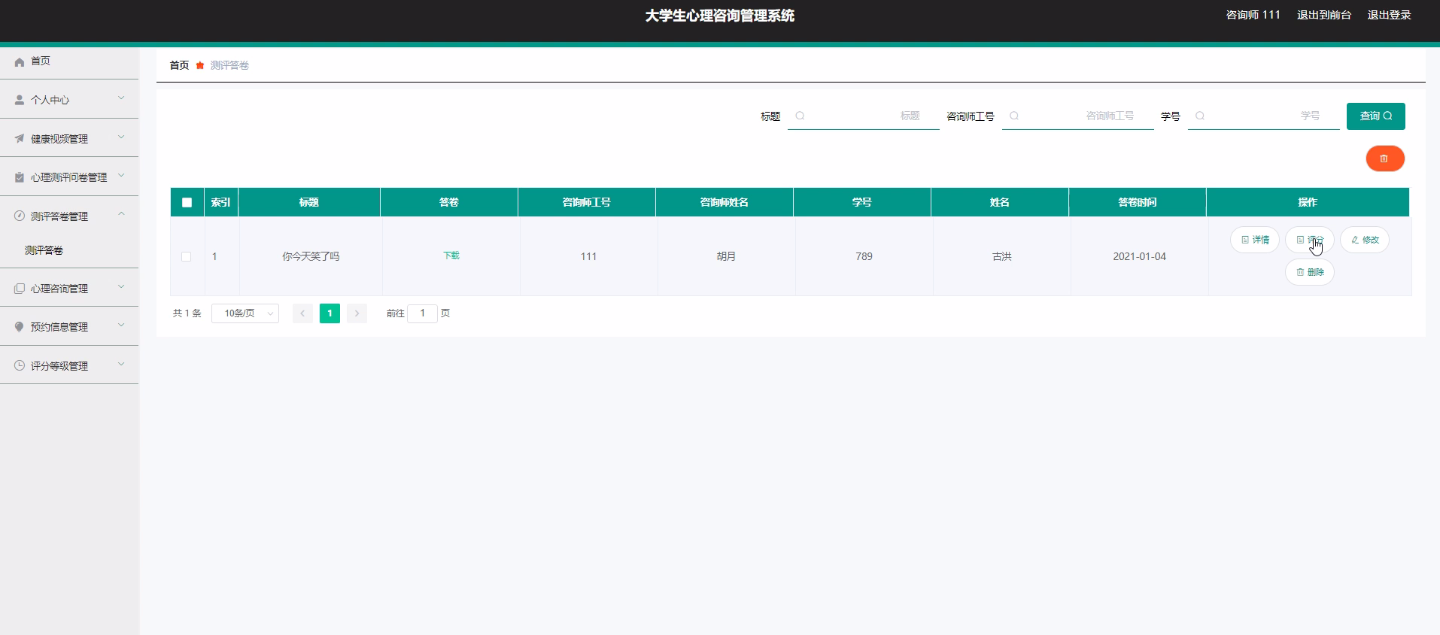 大学生心理咨询管理系统
咨询师 111 退出到前台 退出登录
首页
个人中心
健康视频管理
心理测评问卷管理
测评答卷管理
测评答卷
心理咨询管理
预约信息管理
评分等级管理
首页 测评答卷
标题 标题 咨询师工号 咨询师工号 学号 学号 查询
索引 标题 答卷 咨询师工号 咨询师姓名 学号 姓名 答卷时间 操作
1 你今天笑了吗 下载 111 胡月 789 古洪 2021-01-04 详情 评分 修改
删除
共 1 条 10条/页 1 前往 1 页